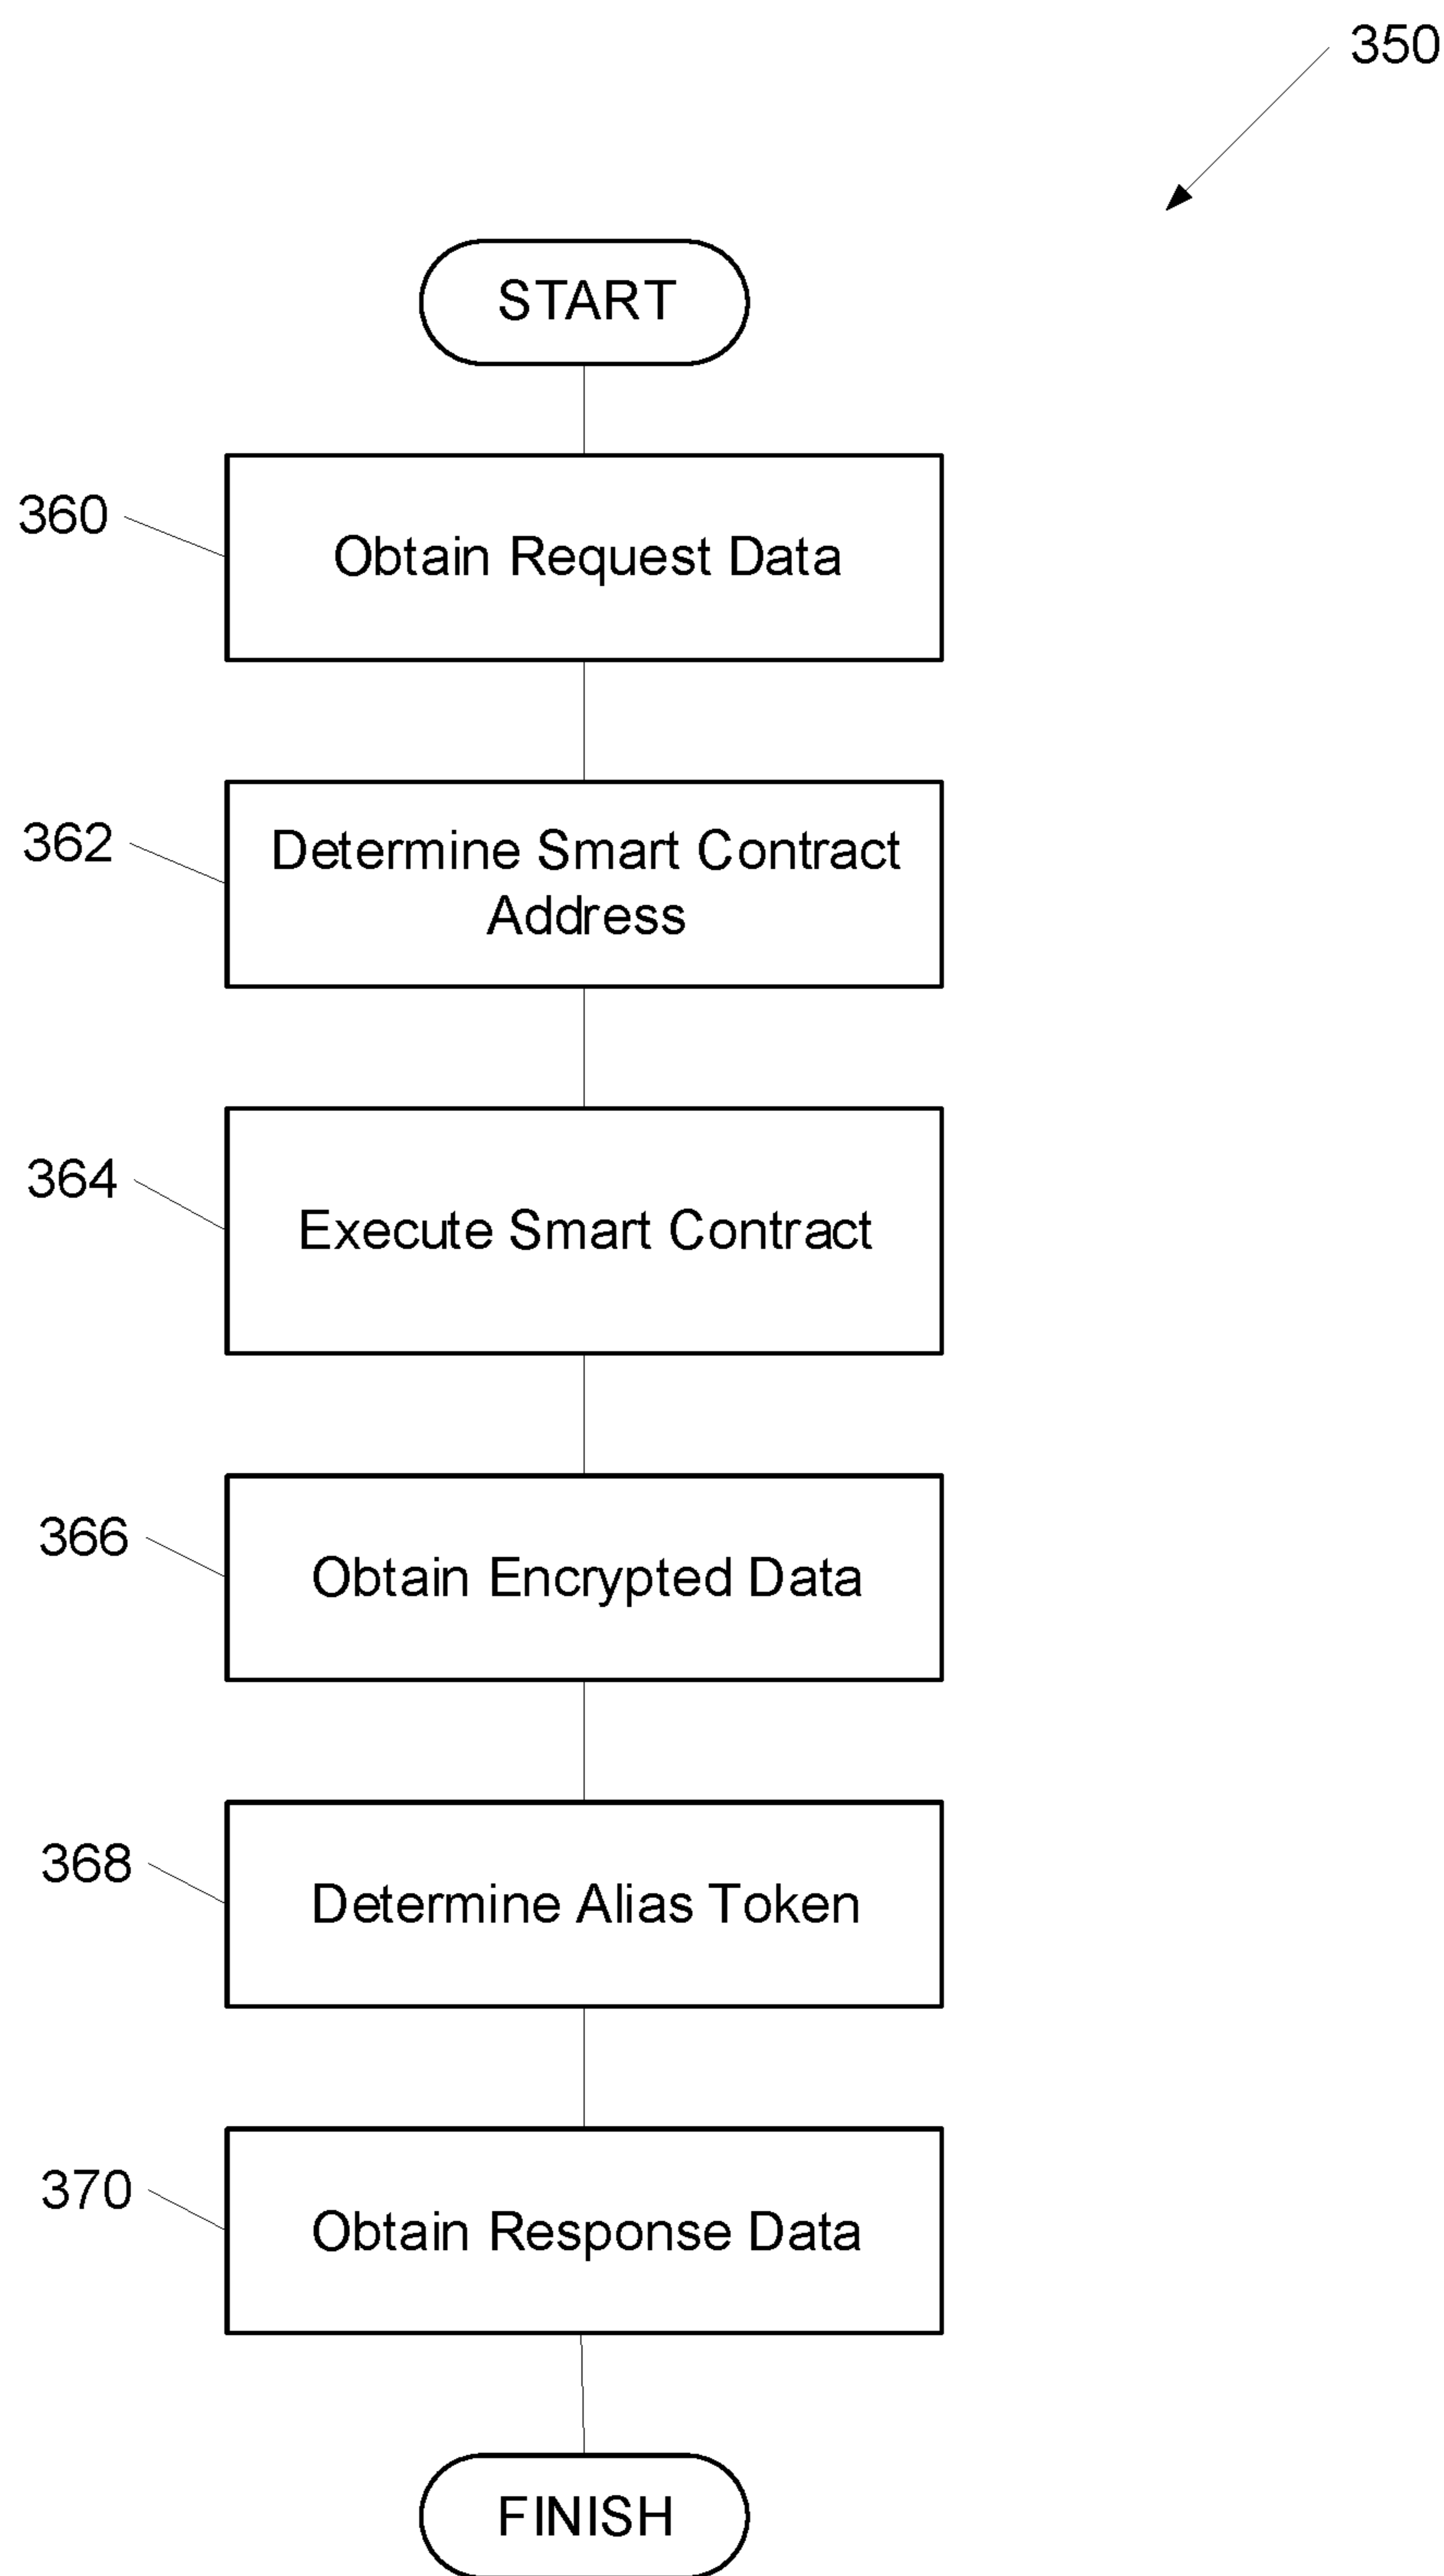 350
START
360
Obtain Request Data
362
Determine Smart Contract
Address
364
Execute Smart Contract
366
Obtain Encrypted Data
368
Determine Alias Token
370
Obtain Response Data
FINISH